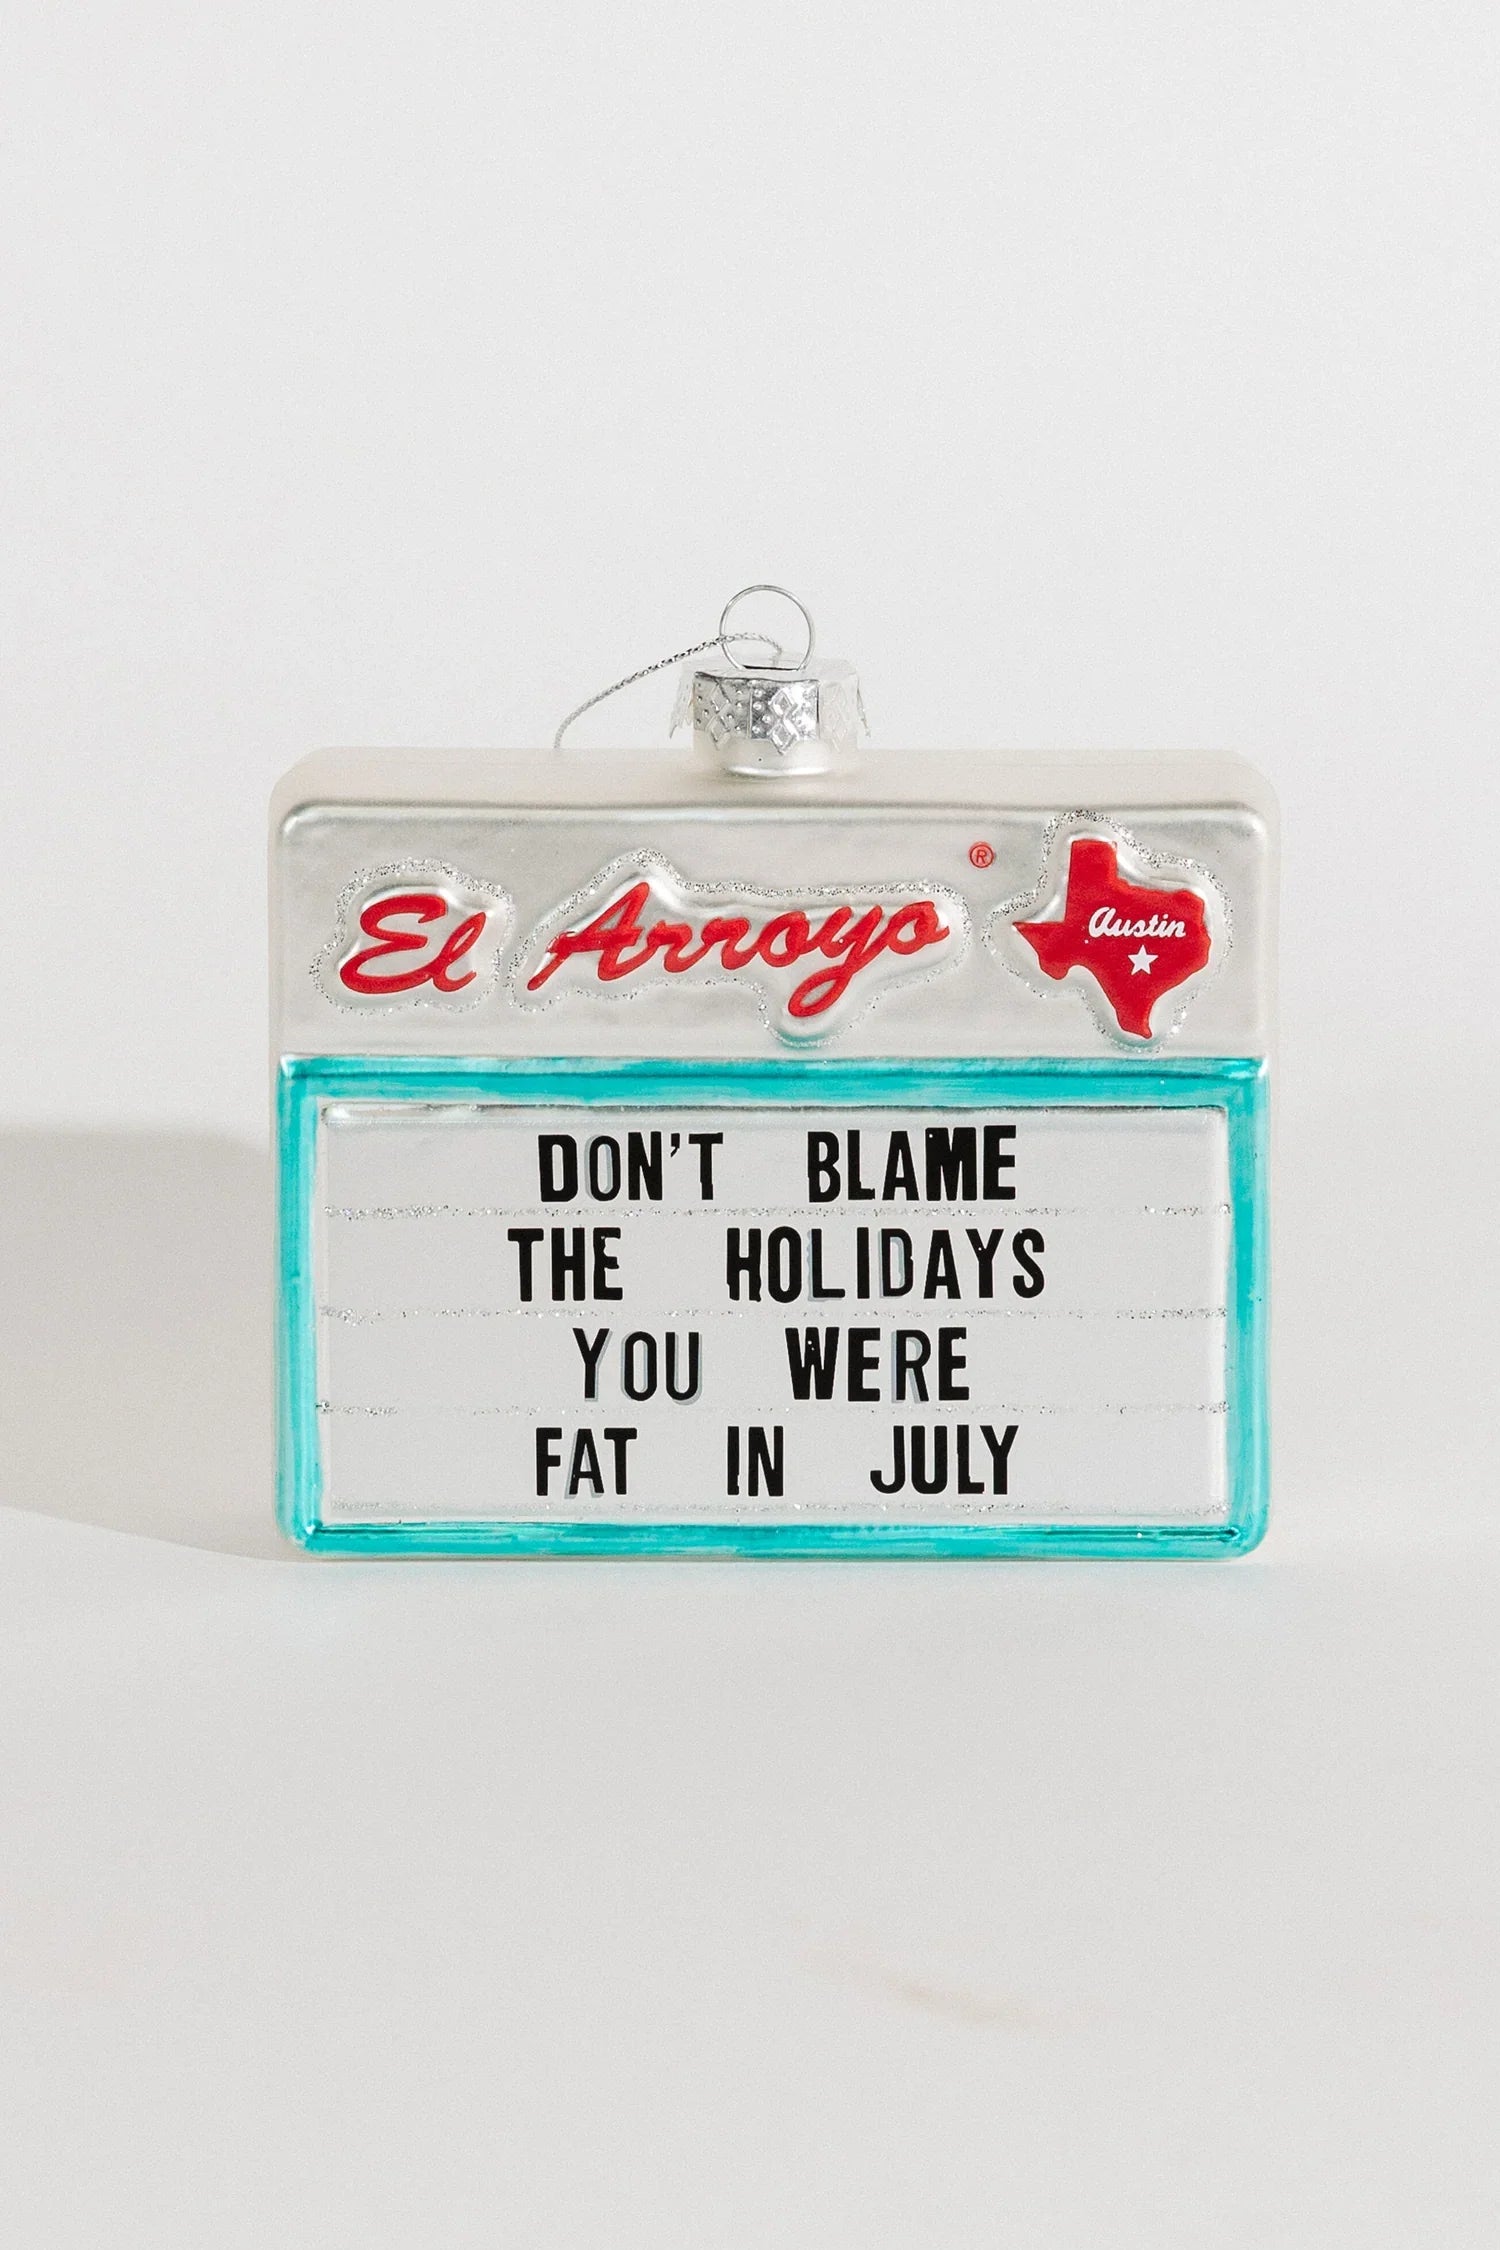 El Arroyo ®
Austin
DON'T BLAME
THE HOLIDAYS
YOU WERE
FAT IN JULY